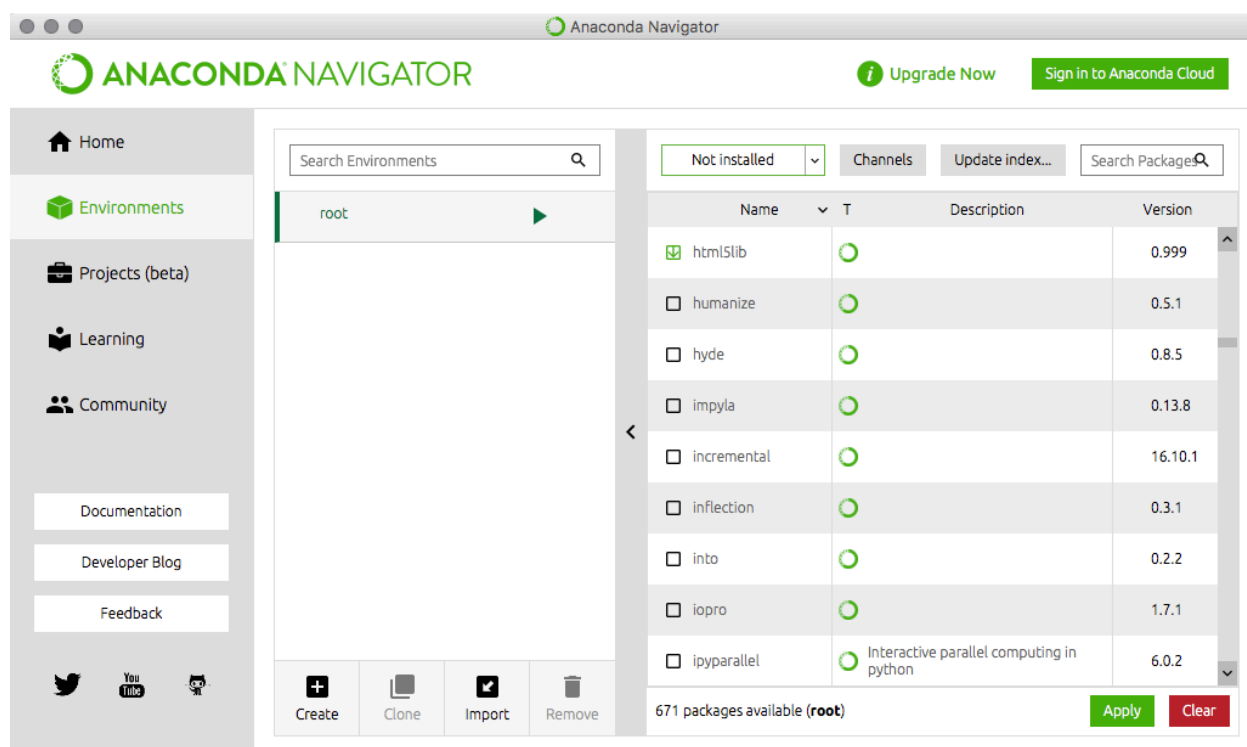 Anaconda Navigator
ANACONDA NAVIGATOR
i Upgrade Now
Sign in to Anaconda Cloud
Home
Environments
Projects (beta)
Learning
Community
Documentation
Developer Blog
Feedback
You Tube
Search Environments
root
Create
Clone
Import
Remove
Not installed
Channels
Update index...
Search Packages
Name T Description Version
html5lib 0.999
humanize 0.5.1
hyde 0.8.5
impyla 0.13.8
incremental 16.10.1
inflection 0.3.1
into 0.2.2
iopro 1.7.1
ipyparallel Interactive parallel computing in
python 6.0.2
671 packages available (root)
Apply
Clear